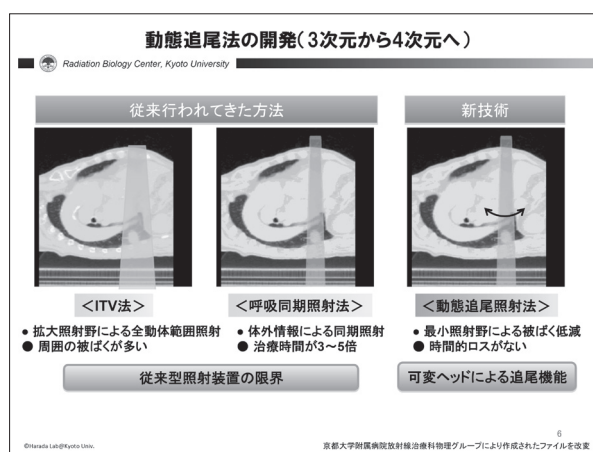 動態追尾法の開発(3次元から4次元へ)
Radiation Biology Center, Kyoto University
従来行われてきた方法
新技術
<ITV法>
<呼吸同期照射法>
<動態追尾照射法>
● 拡大照射野による全動体範囲照射
● 周囲の被ばくが多い
● 体外情報による同期照射
● 治療時間が3~5倍
● 最小照射野による被ばく低減
● 時間的ロスがない
従来型照射装置の限界
可変ヘッドによる追尾機能
6
©Harada Lab@Kyoto Univ.
京都大学附属病院放射線治療科物理グループにより作成されたファイルを改変